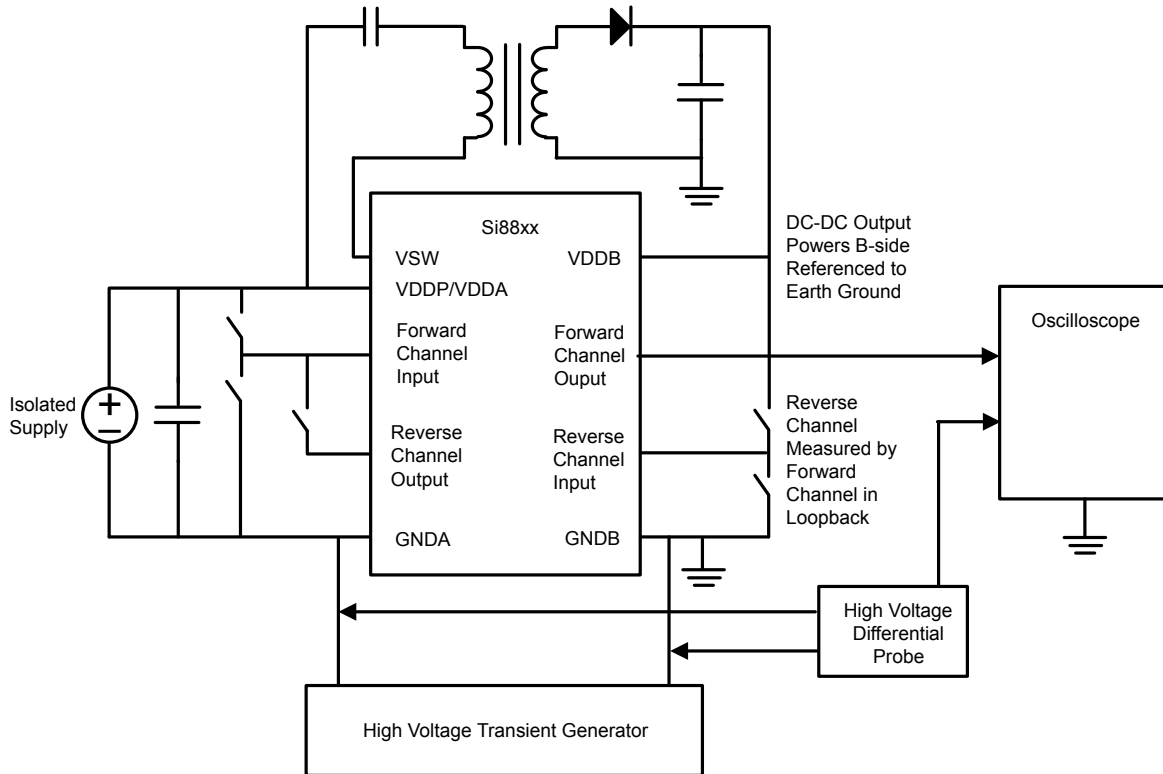 Si88xx
VSW
VDDB
VDDP/VDDA
Forward
Channel
Input
Forward
Channel
Ouput
Reverse
Channel
Output
Reverse
Channel
Input
GNDA
GNDB
Isolated
Supply
+
−
DC-DC Output
Powers B-side
Referenced to
Earth Ground
Reverse
Channel
Measured by
Forward
Channel in
Loopback
Oscilloscope
High Voltage
Differential
Probe
High Voltage Transient Generator